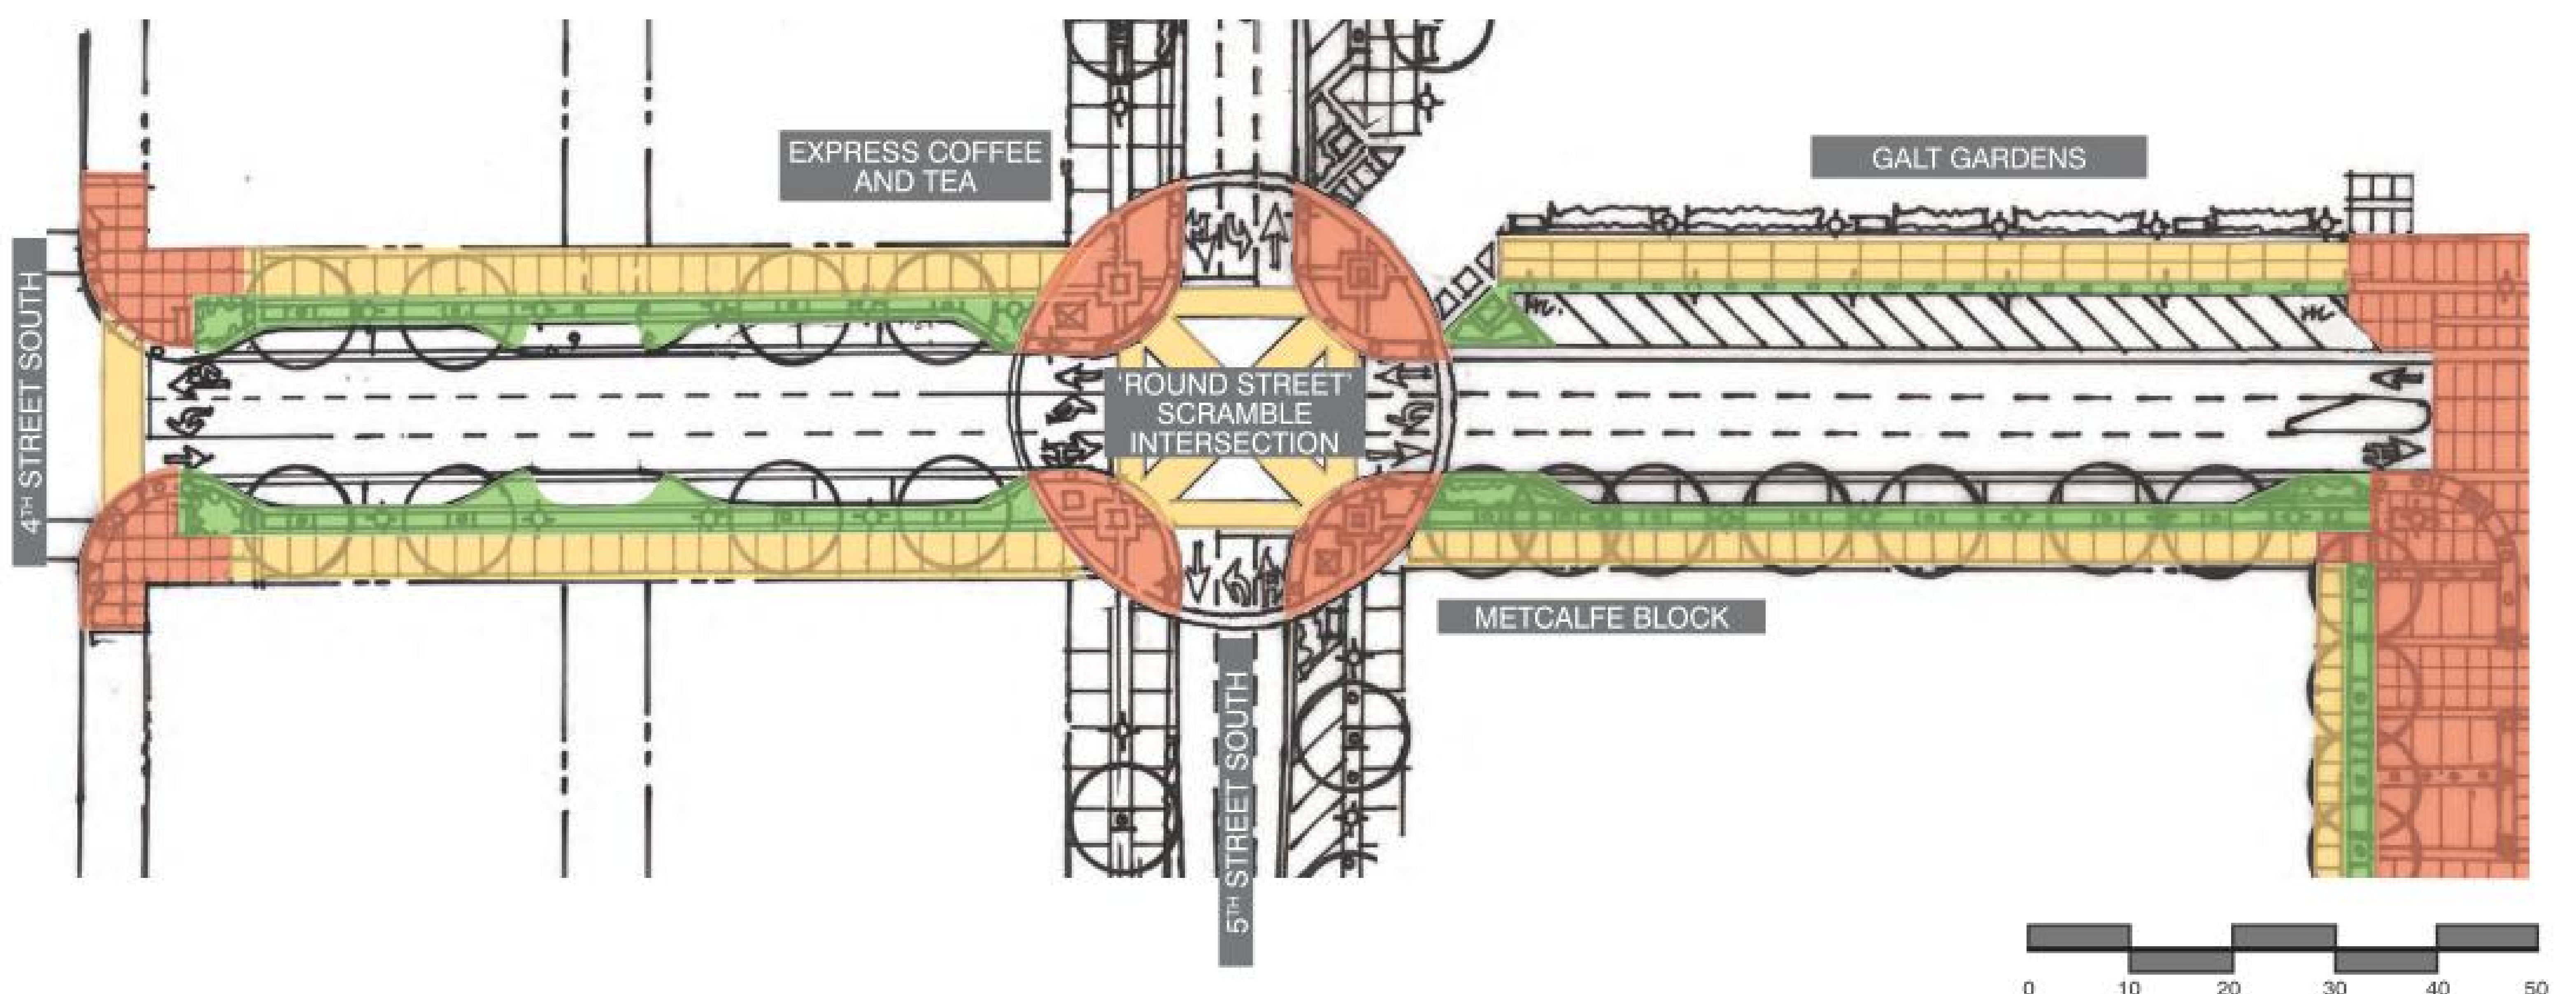 EXPRESS COFFEE
AND TEA
GALT GARDENS
4TH STREET SOUTH
'ROUND STREET'
SCRAMBLE
INTERSECTION
METCALFE BLOCK
5TH STREET SOUTH
0 10 20 30 40 50